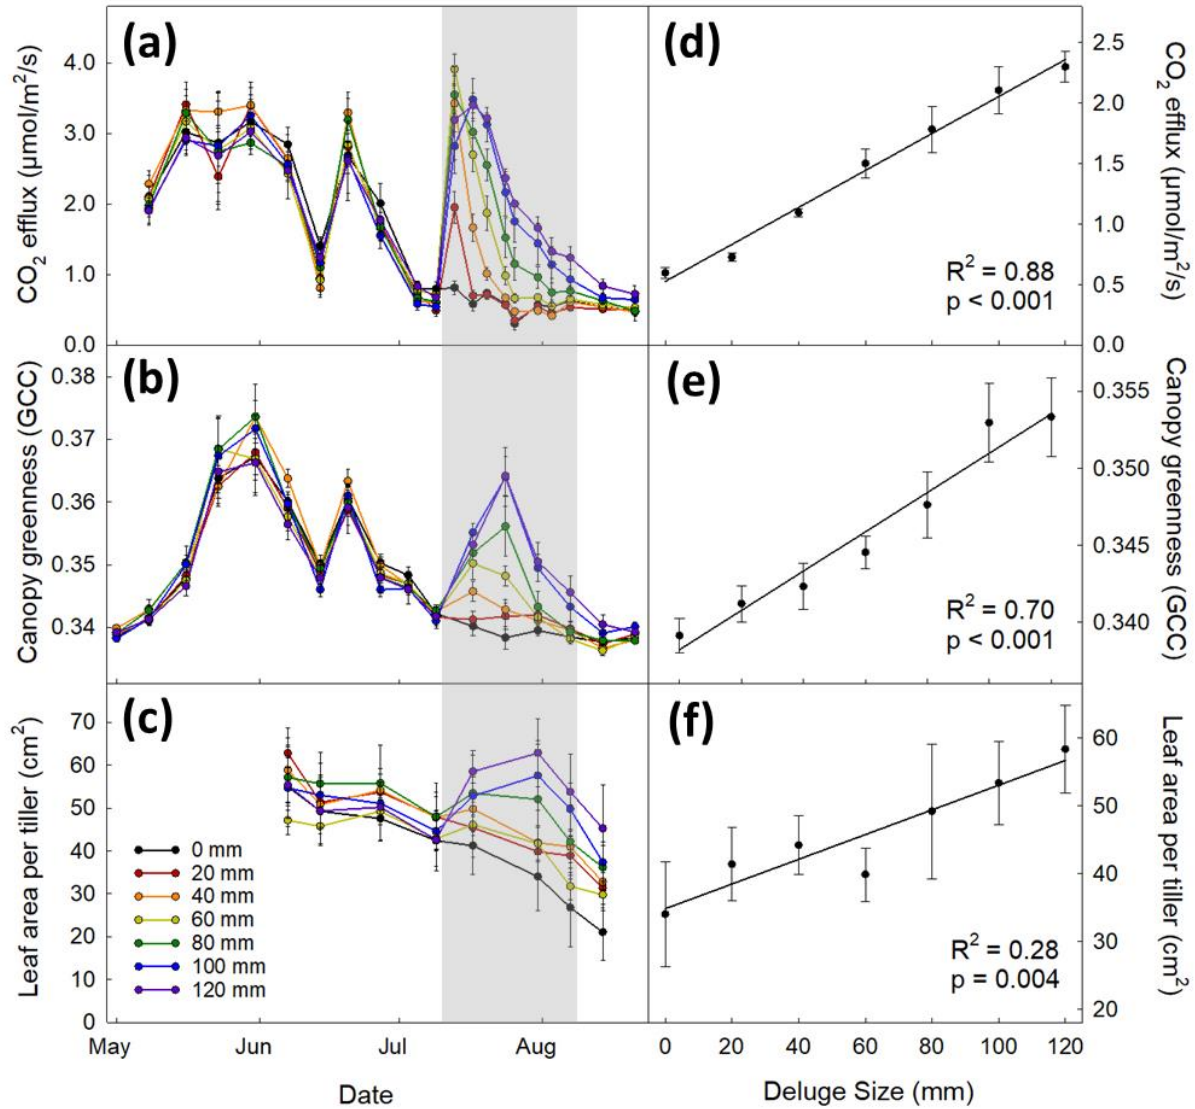 (a)
CO2 efflux (µmol/m2/s)
4.0
3.0
2.0
1.0
0.0
(d)
CO2 efflux (µmol/m2/s)
2.5
2.0
1.5
1.0
0.5
0.0
R2 = 0.88
p < 0.001
(b)
Canopy greenness (GCC)
0.38
0.37
0.36
0.35
0.34
(e)
Canopy greenness (GCC)
0.355
0.350
0.345
0.340
R2 = 0.70
p < 0.001
(c)
Leaf area per tiller (cm2)
70
60
50
40
30
20
10
0
0 mm
20 mm
40 mm
60 mm
80 mm
100 mm
120 mm
May Jun Jul Aug
Date
(f)
Leaf area per tiller (cm2)
60
50
40
30
20
R2 = 0.28
p = 0.004
0 20 40 60 80 100 120
Deluge Size (mm)